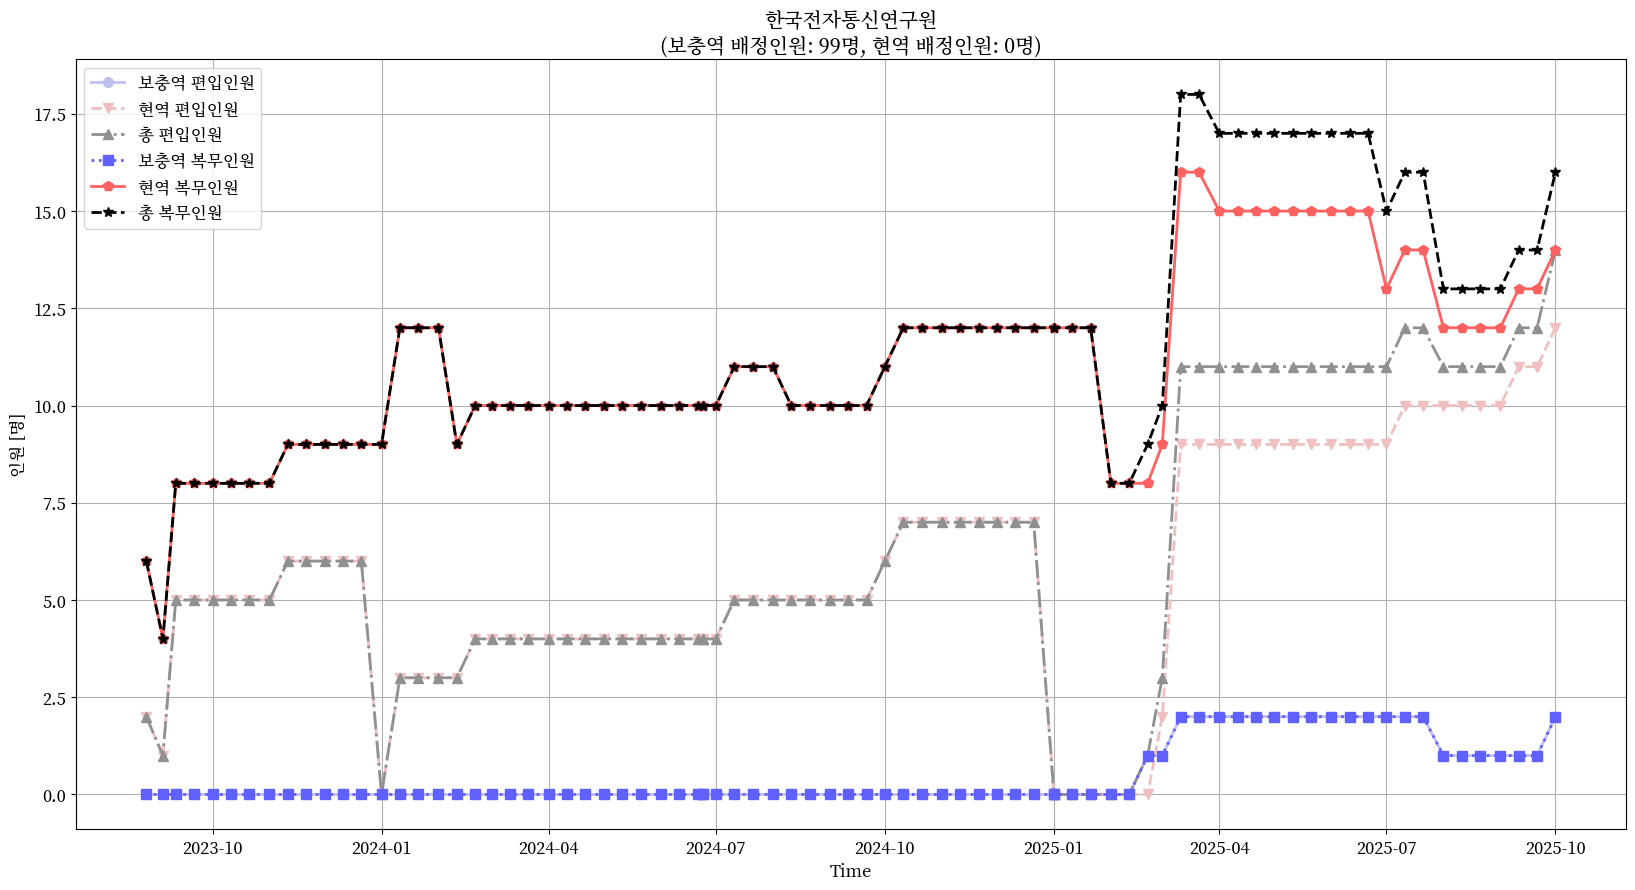 한국전자통신연구원
(보충역 배정인원: 99명, 현역 배정인원: 0명)
보충역 편입인원
현역 편입인원
총 편입인원
보충역 복무인원
현역 복무인원
총 복무인원
17.5
15.0
12.5
10.0
7.5
5.0
2.5
0.0
인원 [명]
2023-10
2024-01
2024-04
2024-07
2024-10
2025-01
2025-04
2025-07
2025-10
Time